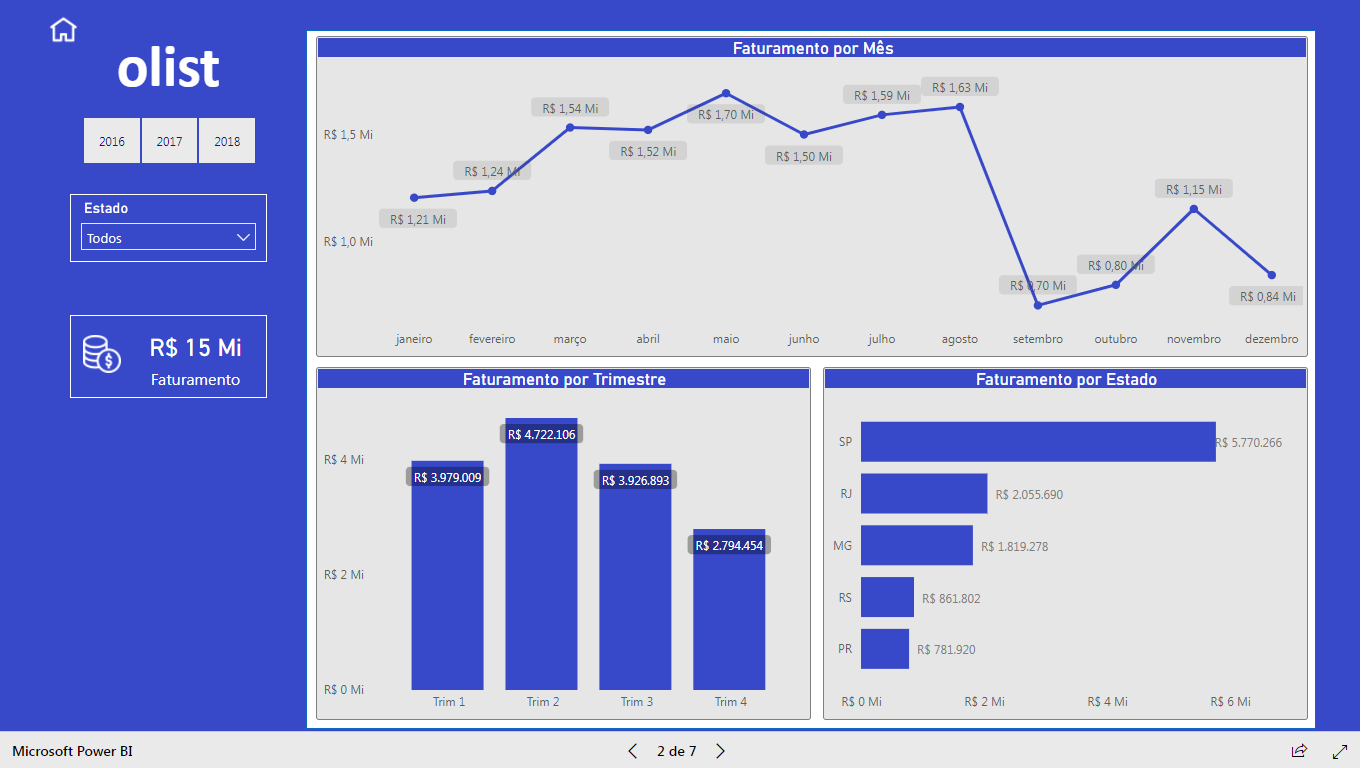 olist
2016 2017 2018
Estado
Todos
R$ 15 Mi
Faturamento
Faturamento por Mês
R$ 1,5 Mi
R$ 1,0 Mi
R$ 1,21 Mi
R$ 1,24 Mi
R$ 1,54 Mi
R$ 1,52 Mi
R$ 1,70 Mi
R$ 1,50 Mi
R$ 1,59 Mi
R$ 1,63 Mi
R$ 0,70 Mi
R$ 0,80 Mi
R$ 1,15 Mi
R$ 0,84 Mi
janeiro fevereiro março abril maio junho julho agosto setembro outubro novembro dezembro
Faturamento por Trimestre
R$ 4 Mi
R$ 2 Mi
R$ 0 Mi
R$ 3.979.009
R$ 4.722.106
R$ 3.926.893
R$ 2.794.454
Trim 1 Trim 2 Trim 3 Trim 4
Faturamento por Estado
SP R$ 5.770.266
RJ R$ 2.055.690
MG R$ 1.819.278
RS R$ 861.802
PR R$ 781.920
R$ 0 Mi R$ 2 Mi R$ 4 Mi R$ 6 Mi
Microsoft Power BI
2 de 7